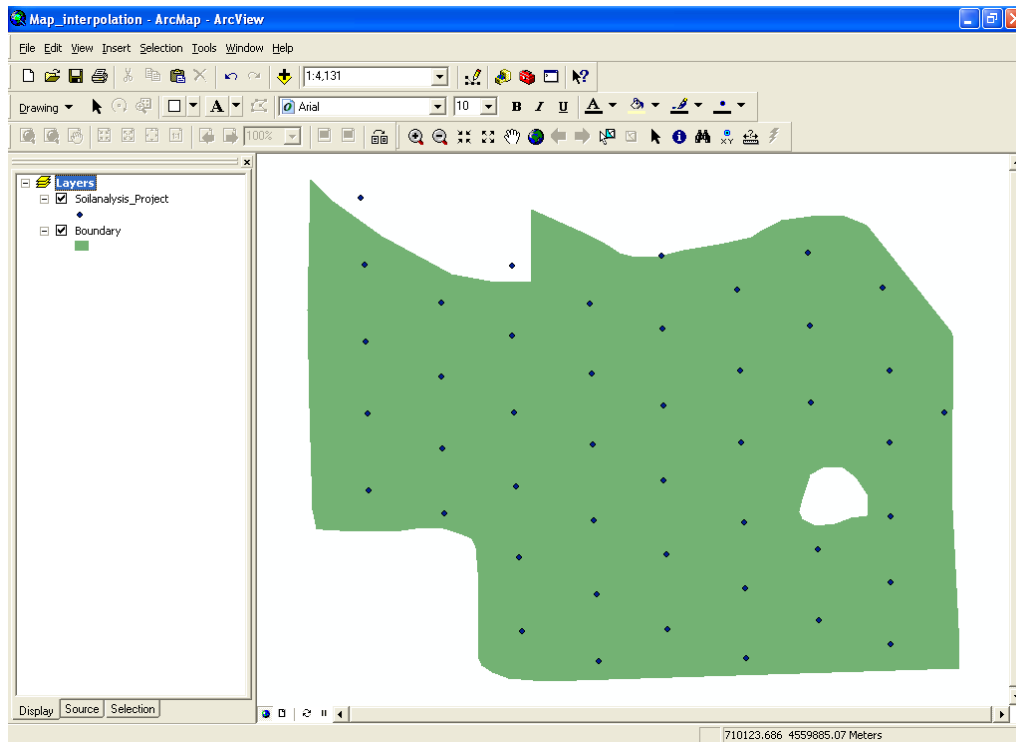 Map_interpolation - ArcMap - ArcView
File Edit View Insert Selection Tools Window Help
1:4,131
Drawing A Arial 10 B I U A
100% XY
Layers
Soilanalysis_Project
Boundary
Display Source Selection
710123.686 4559885.07 Meters